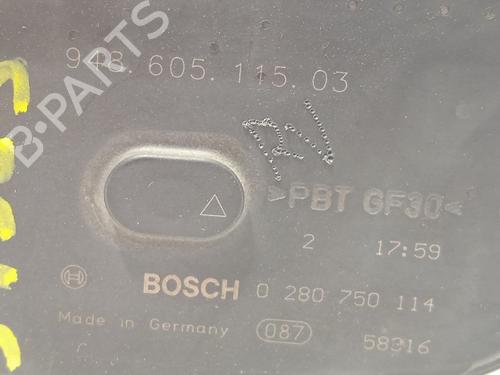 948.605.115.03
B-PARTS
>PBT GF30<
2 17:59
BOSCH 0 280 750 114
Made in Germany 087 58316